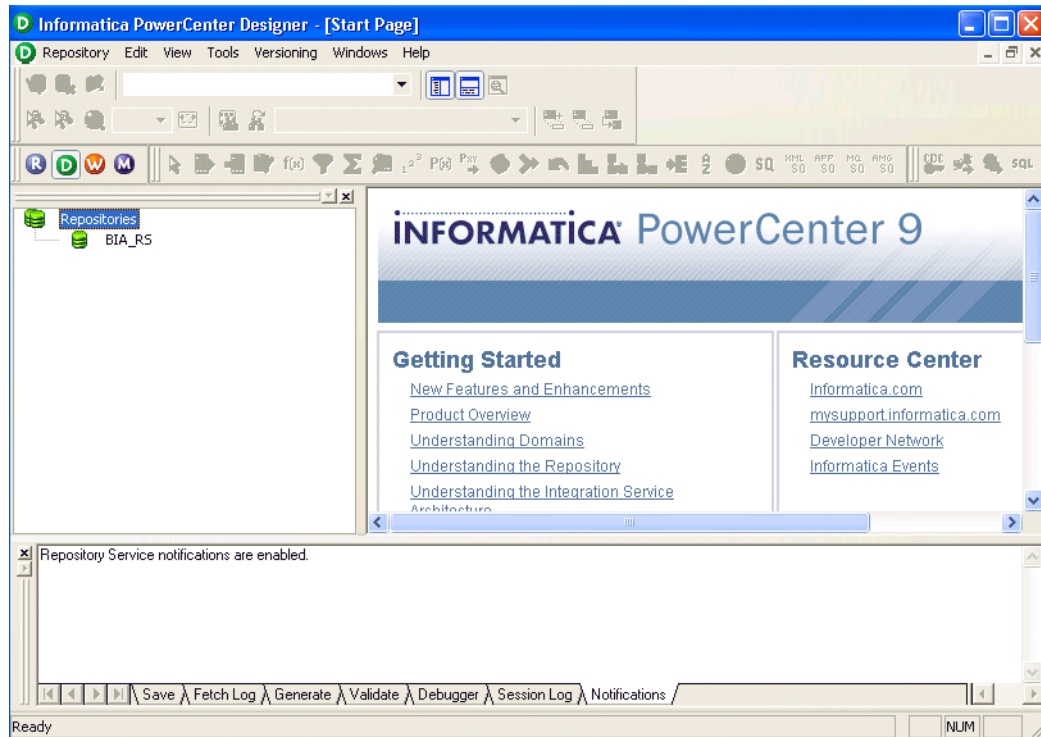 Informatica PowerCenter Designer - [Start Page]
Repository Edit View Tools Versioning Windows Help
R D W M f(x) Σ P(x) SQ XML SQ APP SQ MQ SQ AMG SQ CDC SQL
Repositories
BIA_RS
INFORMATICA PowerCenter 9
Getting Started
New Features and Enhancements
Product Overview
Understanding Domains
Understanding the Repository
Understanding the Integration Service
Architecture
Resource Center
Informatica.com
mysupport.informatica.com
Developer Network
Informatica Events
Repository Service notifications are enabled.
Save Fetch Log Generate Validate Debugger Session Log Notifications
Ready NUM